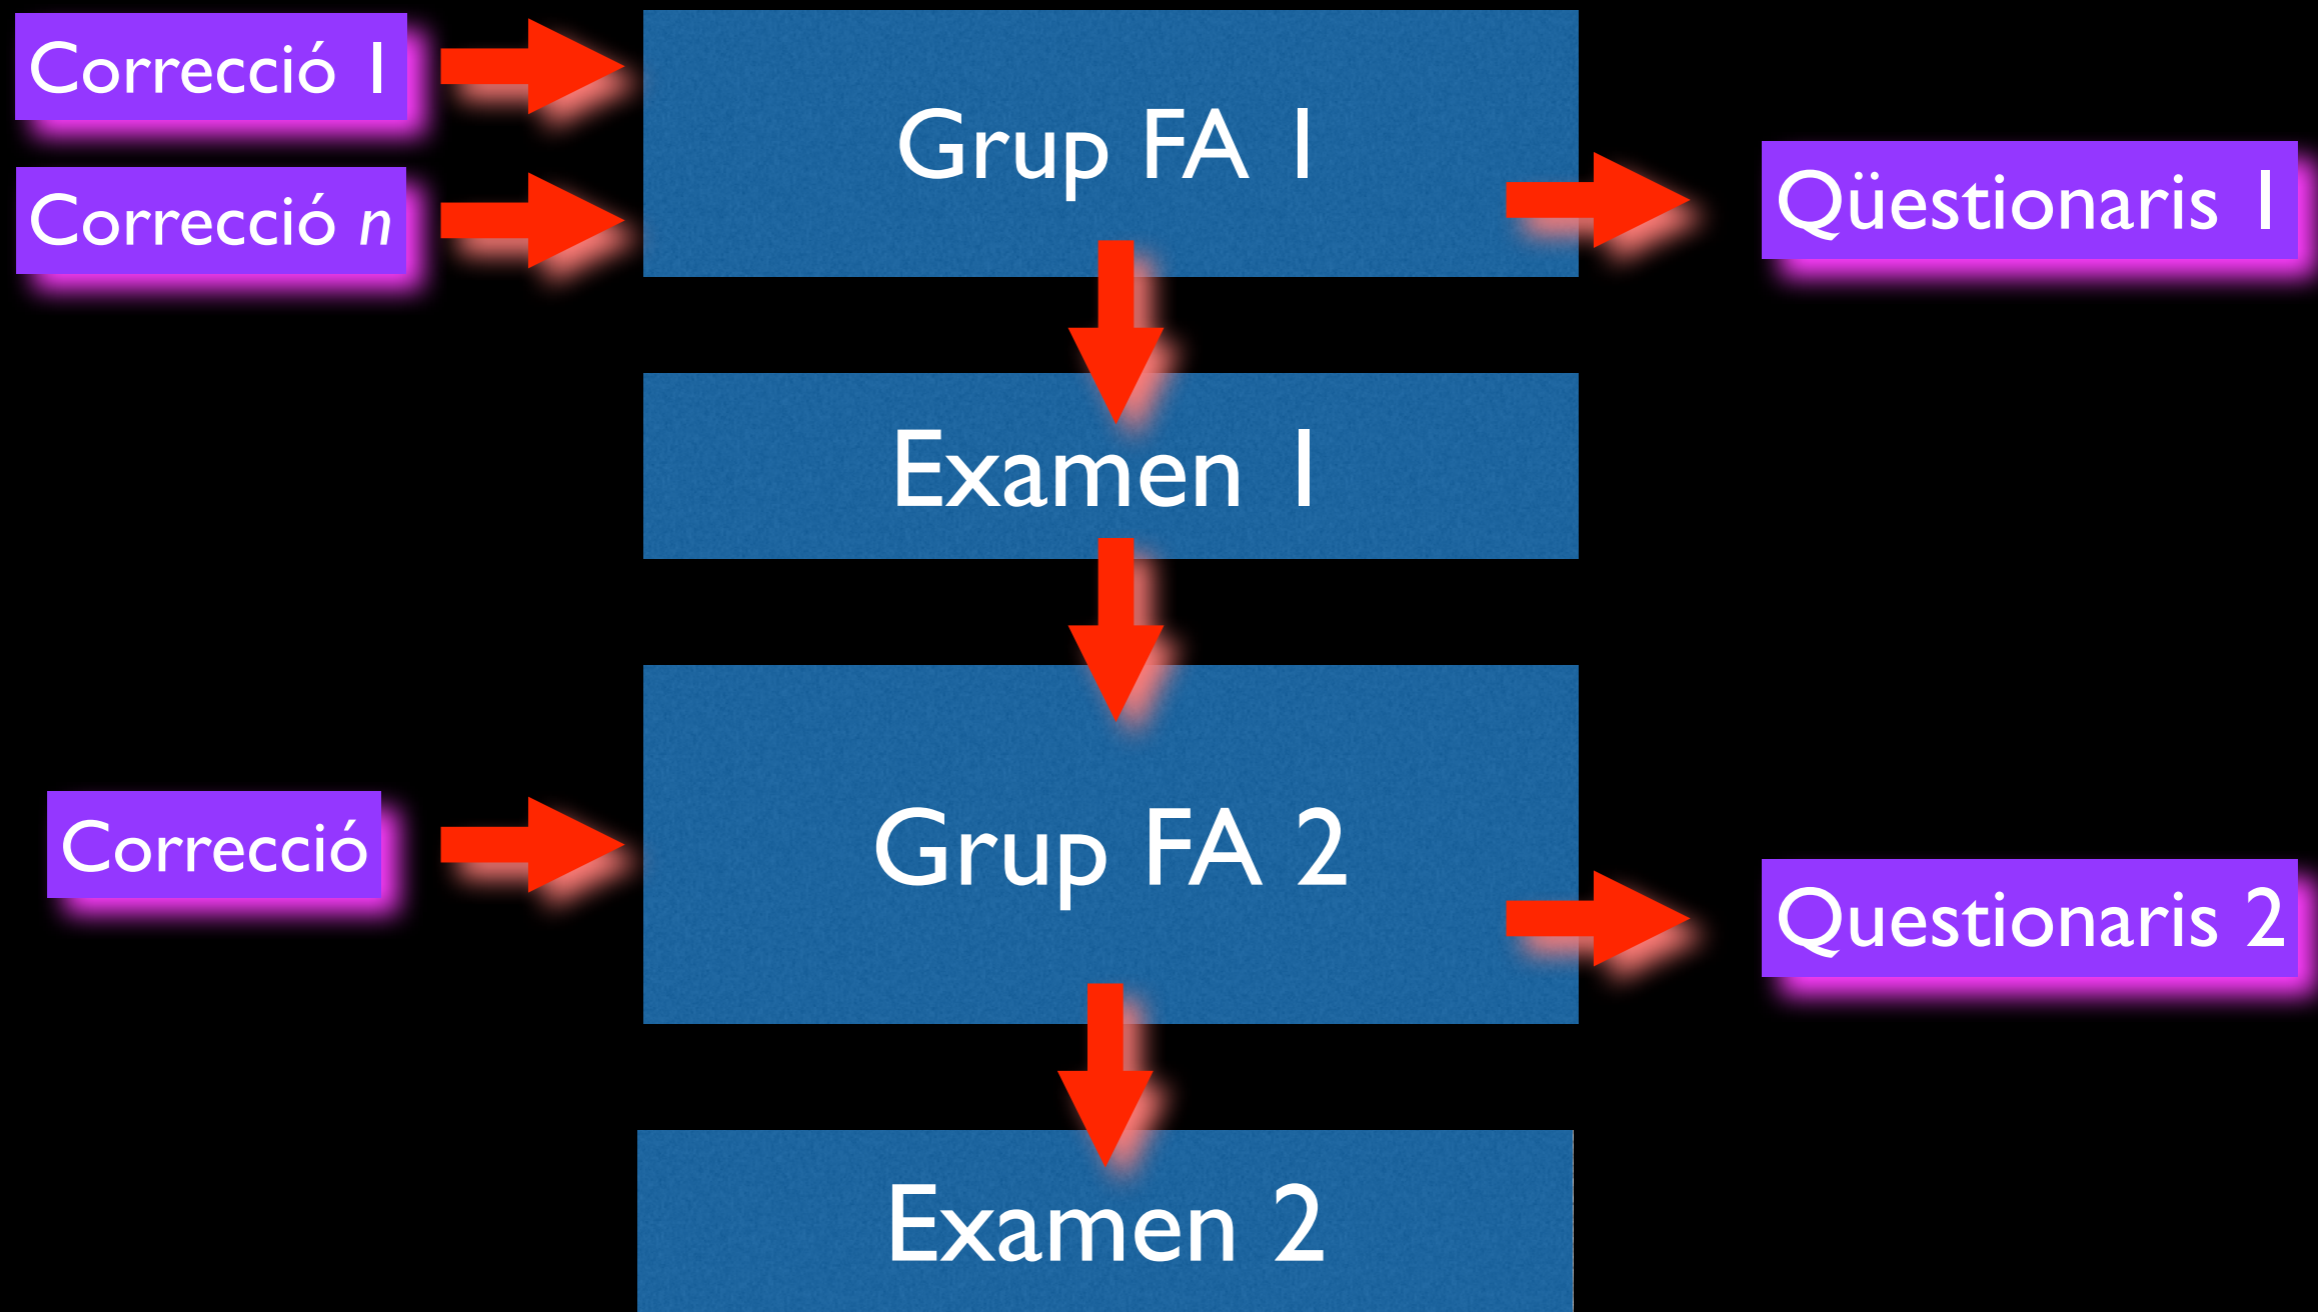 Correcció 1
Grup FA 1
Correcció n
Qüestionaris 1
Examen 1
Correcció
Grup FA 2
Questionaris 2
Examen 2